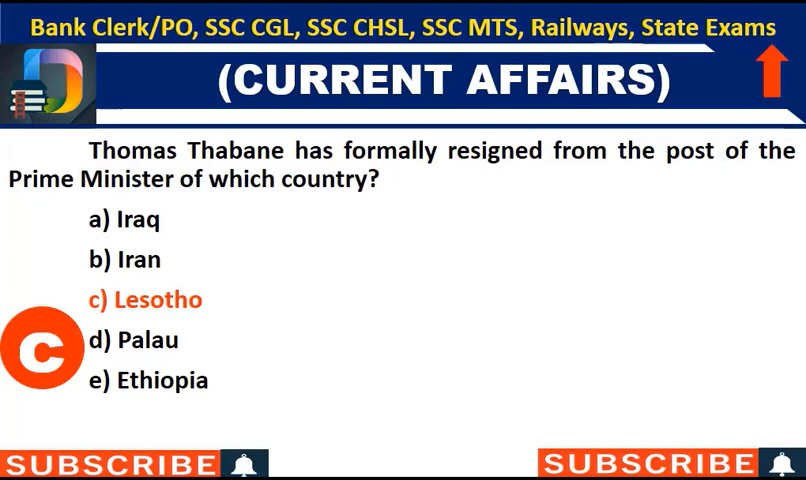 Bank Clerk/PO, SSC CGL, SSC CHSL, SSC MTS, Railways, State Exams
(CURRENT AFFAIRS)
Thomas Thabane has formally resigned from the post of the
Prime Minister of which country?
a) Iraq
b) Iran
c) Lesotho
C
d) Palau
e) Ethiopia
SUBSCRIBE
SUBSCRIBE